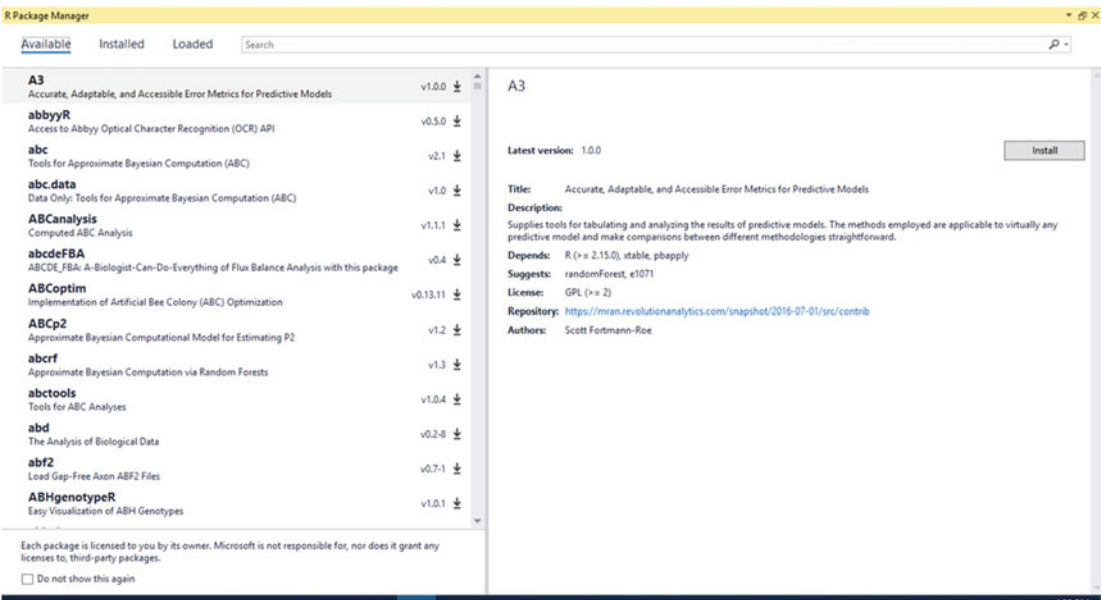 R Package Manager
Available Installed Loaded Search
A3
Accurate, Adaptable, and Accessible Error Metrics for Predictive Models
v1.0.0
abbyyR
Access to Abbyy Optical Character Recognition (OCR) API
v0.5.0
abc
Tools for Approximate Bayesian Computation (ABC)
v2.1
abc.data
Data Only: Tools for Approximate Bayesian Computation (ABC)
v1.0
ABCanalysis
Computed ABC Analysis
v1.1.1
abcdeFBA
ABCDE_FBA: A-Biologist-Can-Do-Everything of Flux Balance Analysis with this package
v0.4
ABCoptim
Implementation of Artificial Bee Colony (ABC) Optimization
v0.13.11
ABCp2
Approximate Bayesian Computational Model for Estimating P2
v1.2
abcrf
Approximate Bayesian Computation via Random Forests
v1.3
abctools
Tools for ABC Analyses
v1.0.4
abd
The Analysis of Biological Data
v0.2-8
abf2
Load Gap-Free Axon ABF2 Files
v0.7-1
ABHgenotypeR
Easy Visualization of ABH Genotypes
v1.0.1
Each package is licensed to you by its owner. Microsoft is not responsible for, nor does it grant any
licenses to, third-party packages.
Do not show this again
A3
Latest version: 1.0.0
Install
Title: Accurate, Adaptable, and Accessible Error Metrics for Predictive Models
Description:
Supplies tools for tabulating and analyzing the results of predictive models. The methods employed are applicable to virtually any
predictive model and make comparisons between different methodologies straightforward.
Depends: R (>= 2.15.0), xtable, pbapply
Suggests: randomForest, e1071
License: GPL (>= 2)
Repository: https://mran.revolutionanalytics.com/snapshot/2016-07-01/src/contrib
Authors: Scott Fortmann-Roe